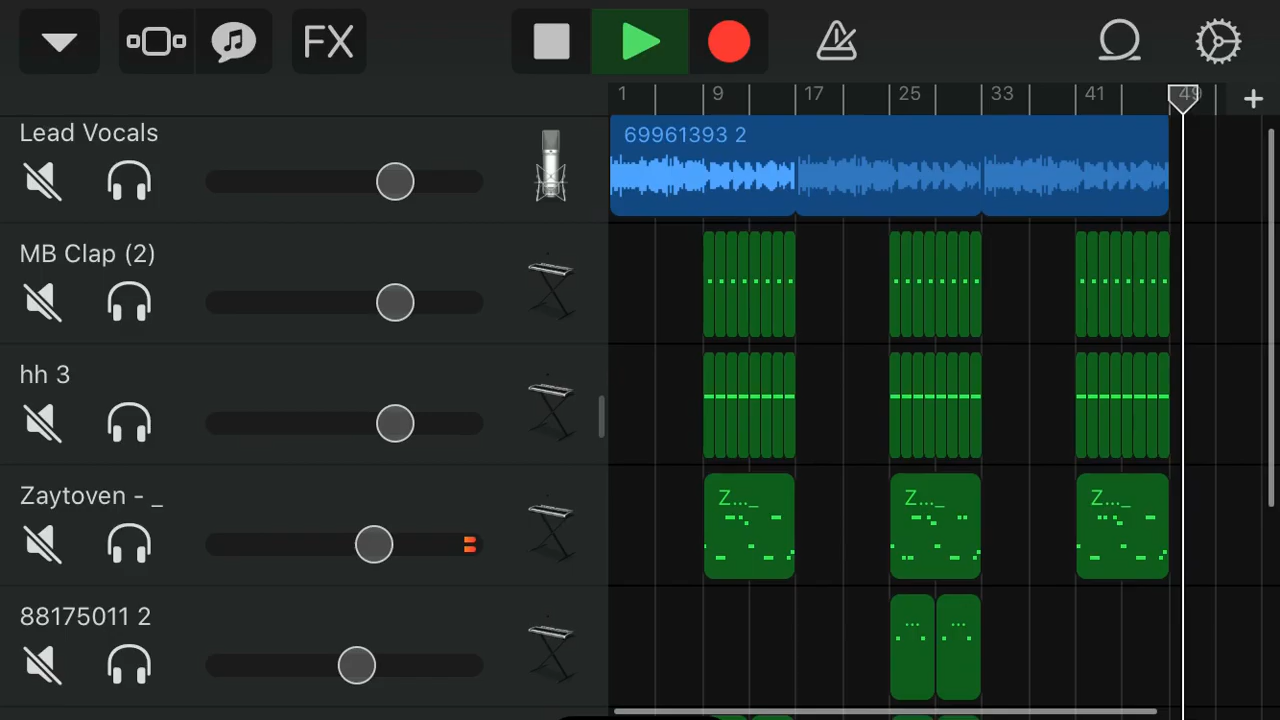 FX
1 9 17 25 33 41 49
Lead Vocals
69961393 2
MB Clap (2)
hh 3
Zaytoven - _
Z..._ Z..._ Z..._
88175011 2
... ...